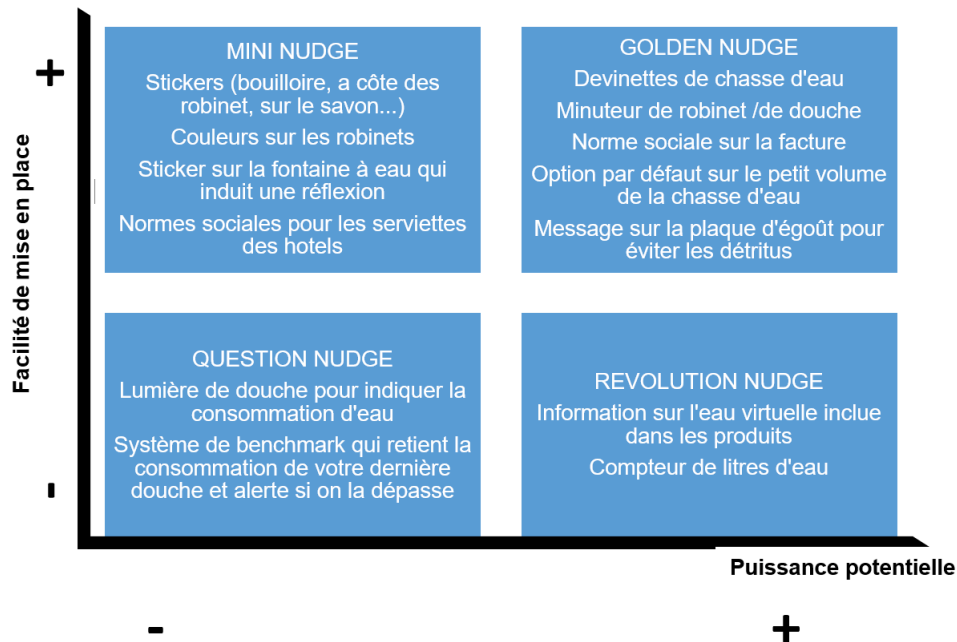 +
Facilité de mise en place
-
MINI NUDGE
Stickers (bouilloire, a côte des
robinet, sur le savon...)
Couleurs sur les robinets
Sticker sur la fontaine à eau qui
induit une réflexion
Normes sociales pour les serviettes
des hotels
GOLDEN NUDGE
Devinettes de chasse d'eau
Minuteur de robinet /de douche
Norme sociale sur la facture
Option par défaut sur le petit volume
de la chasse d'eau
Message sur la plaque d'égoût pour
éviter les détritus
QUESTION NUDGE
Lumière de douche pour indiquer la
consommation d'eau
Système de benchmark qui retient la
consommation de votre dernière
douche et alerte si on la dépasse
REVOLUTION NUDGE
Information sur l'eau virtuelle inclue
dans les produits
Compteur de litres d'eau
Puissance potentielle
-
+